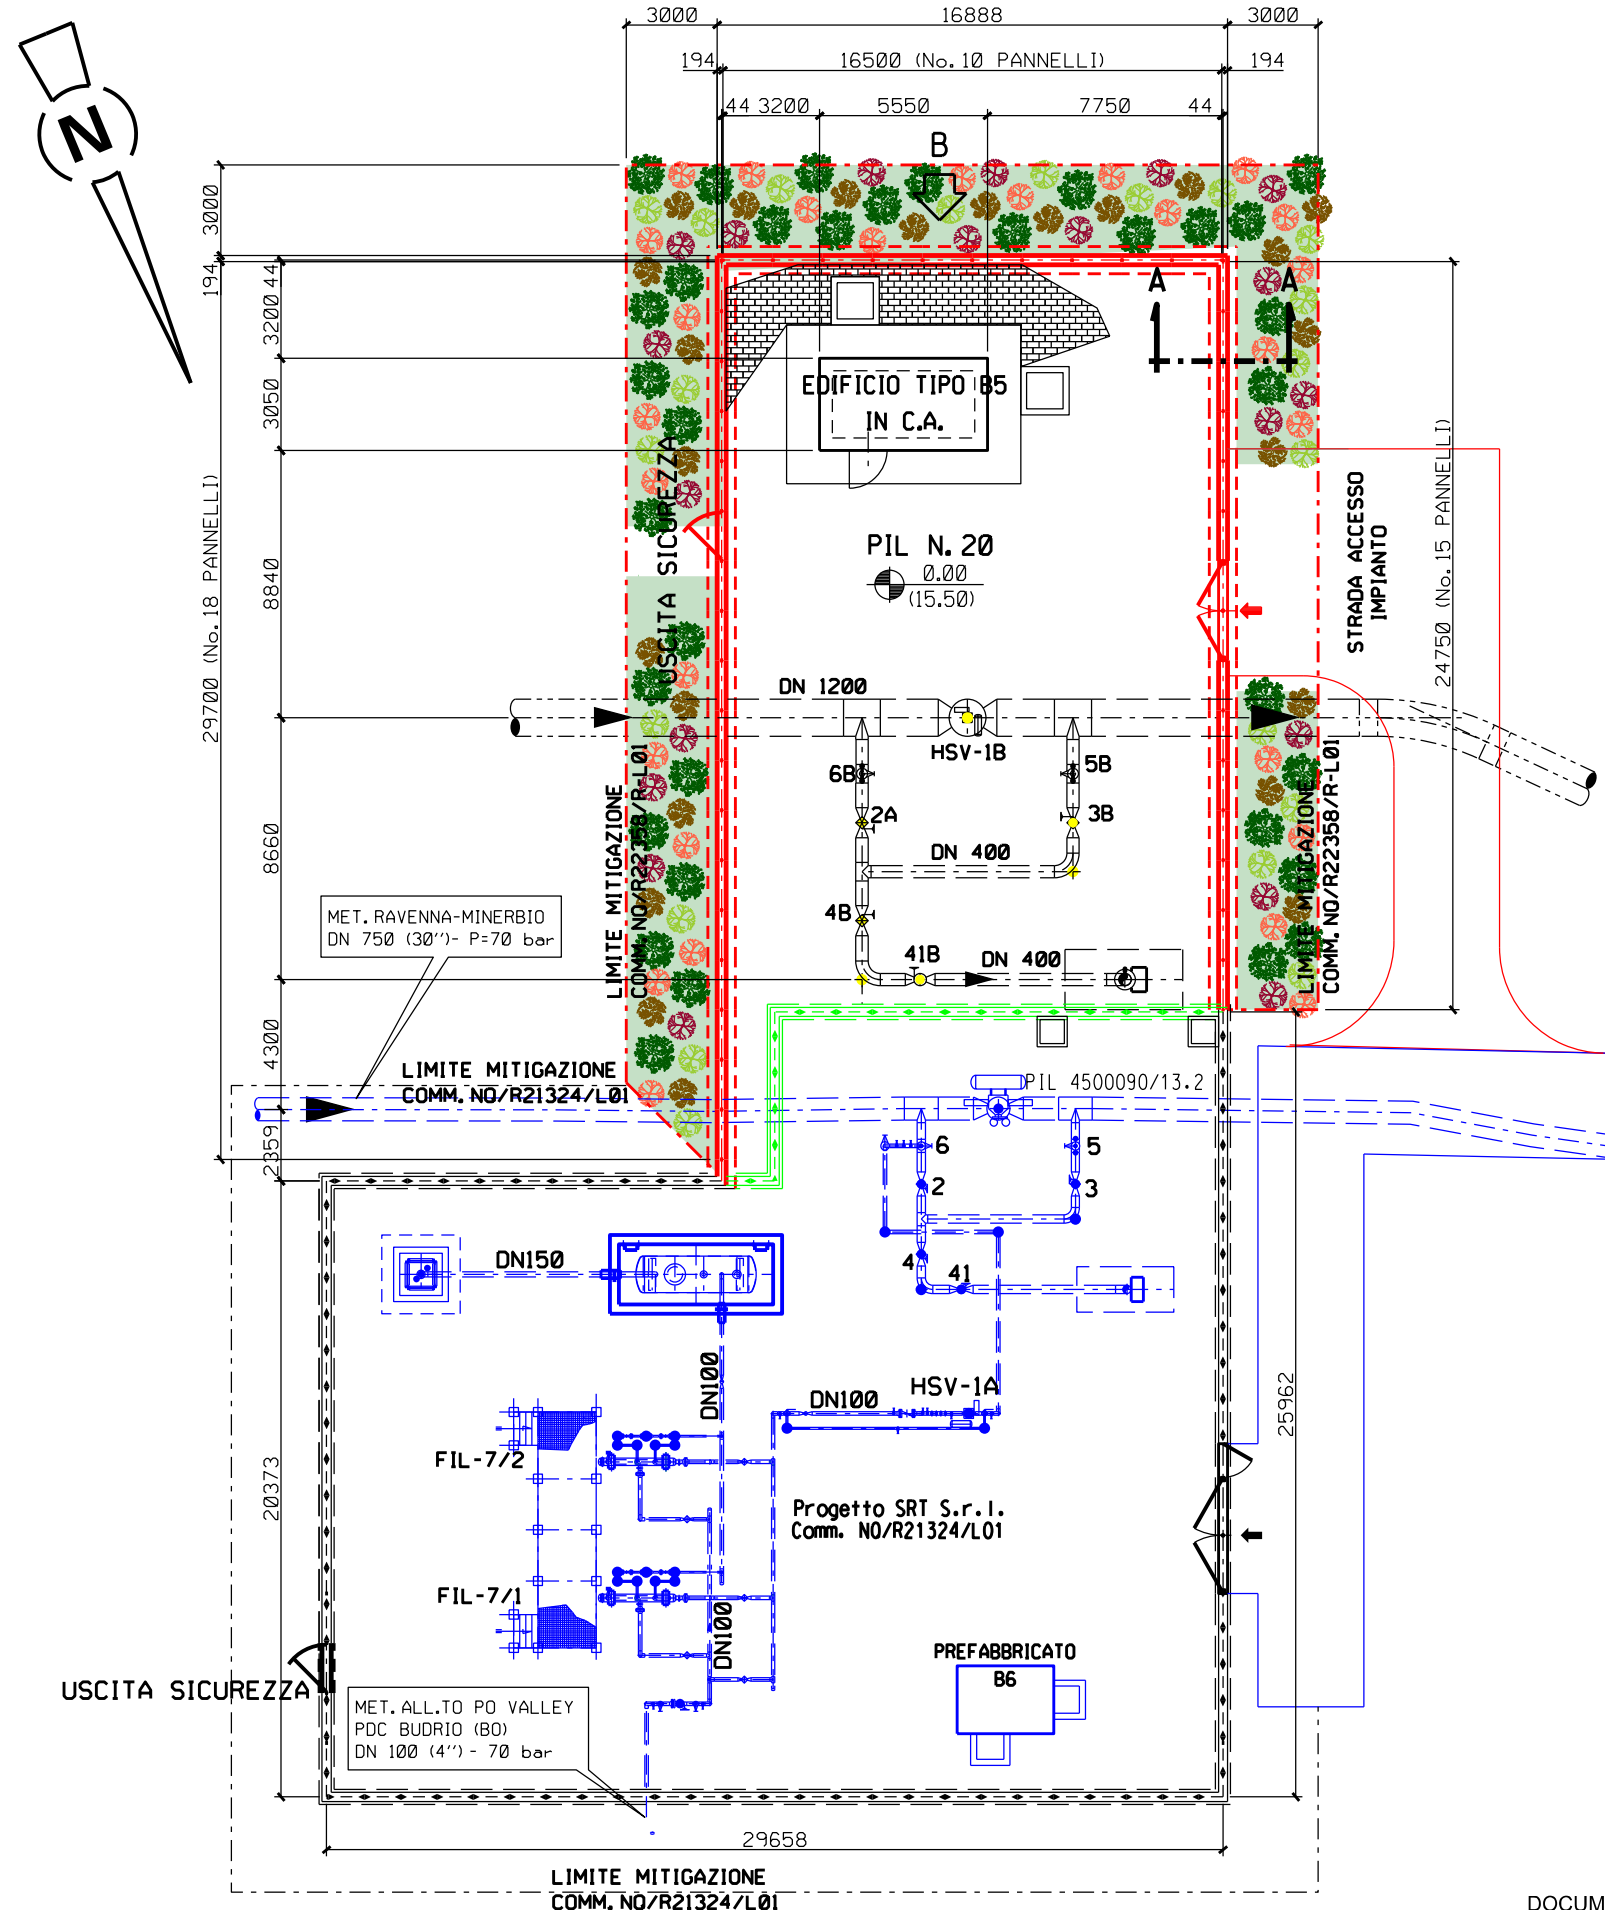 3000
16888
3000
194
16500 (No.10 PANNELLI)
194
44
3200
5550
7750
44
N
B
3000
194
44
3200
3050
29700 (No.18 PANNELLI)
8840
8660
4300
2359
20373
A
A
EDIFICIO TIPO B5
IN C.A.
USCITA SICUREZZA
PIL N.20
0.00
(15.50)
STRADA ACCESSO
IMPIANTO
24750 (No.15 PANNELLI)
DN 1200
HSV-1B
6B
5B
2A
3B
DN 400
4B
41B
DN 400
LIMITE MITIGAZIONE
COMM.NQ/R22358/R-L01
LIMITE MITIGAZIONE
COMM.NQ/R22358/R-L01
MET.RAVENNA-MINERBIO
DN 750 (30'')- P=70 bar
LIMITE MITIGAZIONE
COMM.NQ/R21324/L01
PIL 4500090/13.2
6
5
2
3
4
41
DN150
DN100
DN100
HSV-1A
25962
FIL-7/2
Progetto SRT S.r.l.
Comm. NQ/R21324/L01
FIL-7/1
DN100
PREFABBRICATO
B6
USCITA SICUREZZA
MET.ALL.TO PO VALLEY
PDC BUDRIO (BO)
DN 100 (4'') - 70 bar
29658
LIMITE MITIGAZIONE
COMM.NQ/R21324/L01
DOCUM